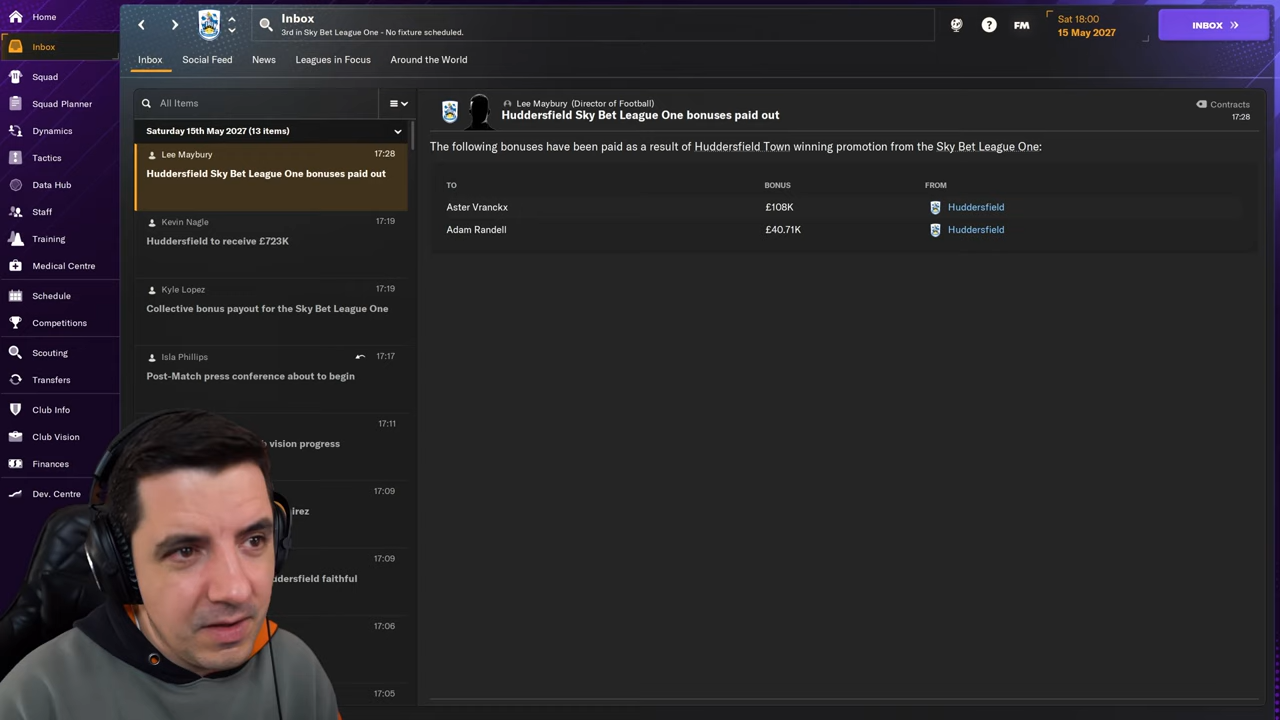 Home
Inbox
Squad
Squad Planner
Dynamics
Tactics
Data Hub
Staff
Training
Medical Centre
Schedule
Competitions
Scouting
Transfers
Club Info
Club Vision
Finances
Dev. Centre
Inbox
3rd in Sky Bet League One - No fixture scheduled.
FM
Sat 18:00
15 May 2027
INBOX
Inbox
Social Feed
News
Leagues in Focus
Around the World
All Items
Saturday 15th May 2027 (13 items)
Lee Maybury 17:28
Huddersfield Sky Bet League One bonuses paid out
Kevin Nagle 17:19
Huddersfield to receive £723K
Kyle Lopez 17:19
Collective bonus payout for the Sky Bet League One
Isla Phillips 17:17
Post-Match press conference about to begin
17:11
vision progress
17:09
17:09
faithful
17:06
17:05
Lee Maybury (Director of Football)
Huddersfield Sky Bet League One bonuses paid out
Contracts
17:28
The following bonuses have been paid as a result of Huddersfield Town winning promotion from the Sky Bet League One:
TO BONUS FROM
Aster Vranckx £108K Huddersfield
Adam Randell £40.71K Huddersfield